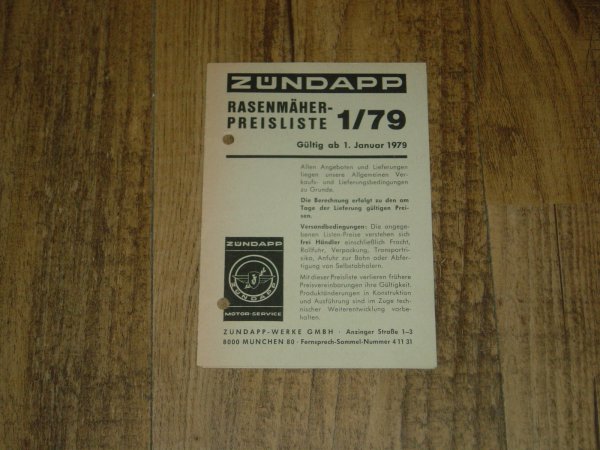 ZÜNDAPP
RASENMÄHER-
PREISLISTE 1/79
Gültig ab 1. Januar 1979
Allen Angeboten und Lieferungen
liegen unsere Allgemeinen Ver-
kaufs- und Lieferungsbedingungen
zu Grunde.
Die Berechnung erfolgt zu den am
Tage der Lieferung gültigen Prei-
sen.
Versandbedingungen: Die angege-
benen Listen-Preise verstehen sich
frei Händler einschließlich Fracht,
Rollfuhr, Verpackung, Transportri-
siko, Anfuhr zur Bahn oder Abfer-
tigung von Selbstabholern.
Mit dieser Preisliste verlieren frühere
Preisvereinbarungen ihre Gültigkeit.
Produktänderungen in Konstruktion
und Ausführung sind im Zuge tech-
nischer Weiterentwicklung vorbe-
halten.
ZÜNDAPP
ZÜNDAPP
MOTOR-SERVICE
ZÜNDAPP-WERKE GMBH · Anzinger Straße 1–3
8000 MÜNCHEN 80 · Fernsprech-Sammel-Nummer 4 11 31